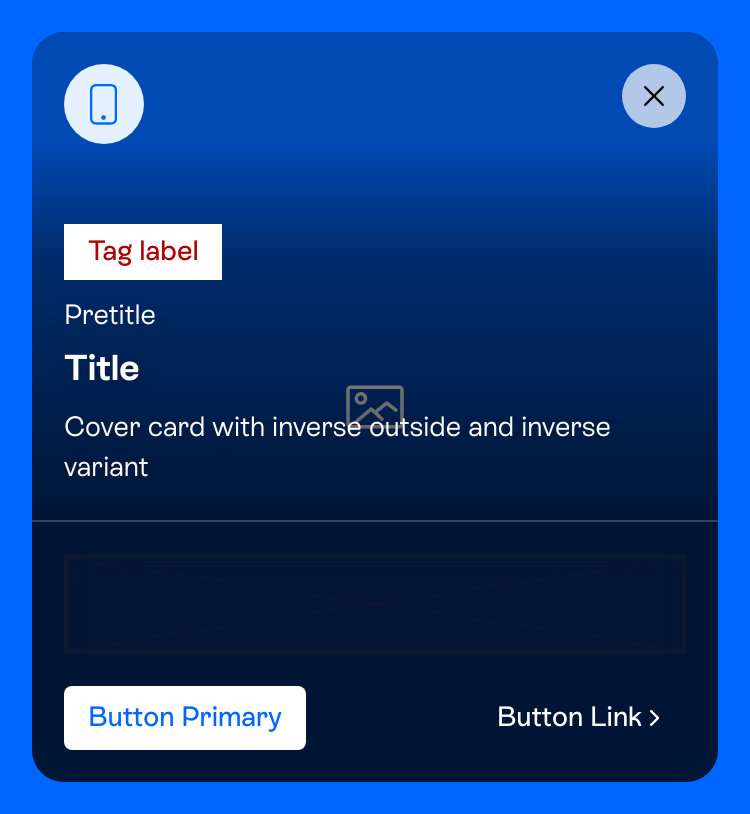 Tag label
Pretitle
Title
Cover card with inverse outside and inverse
variant
Button Primary
Button Link